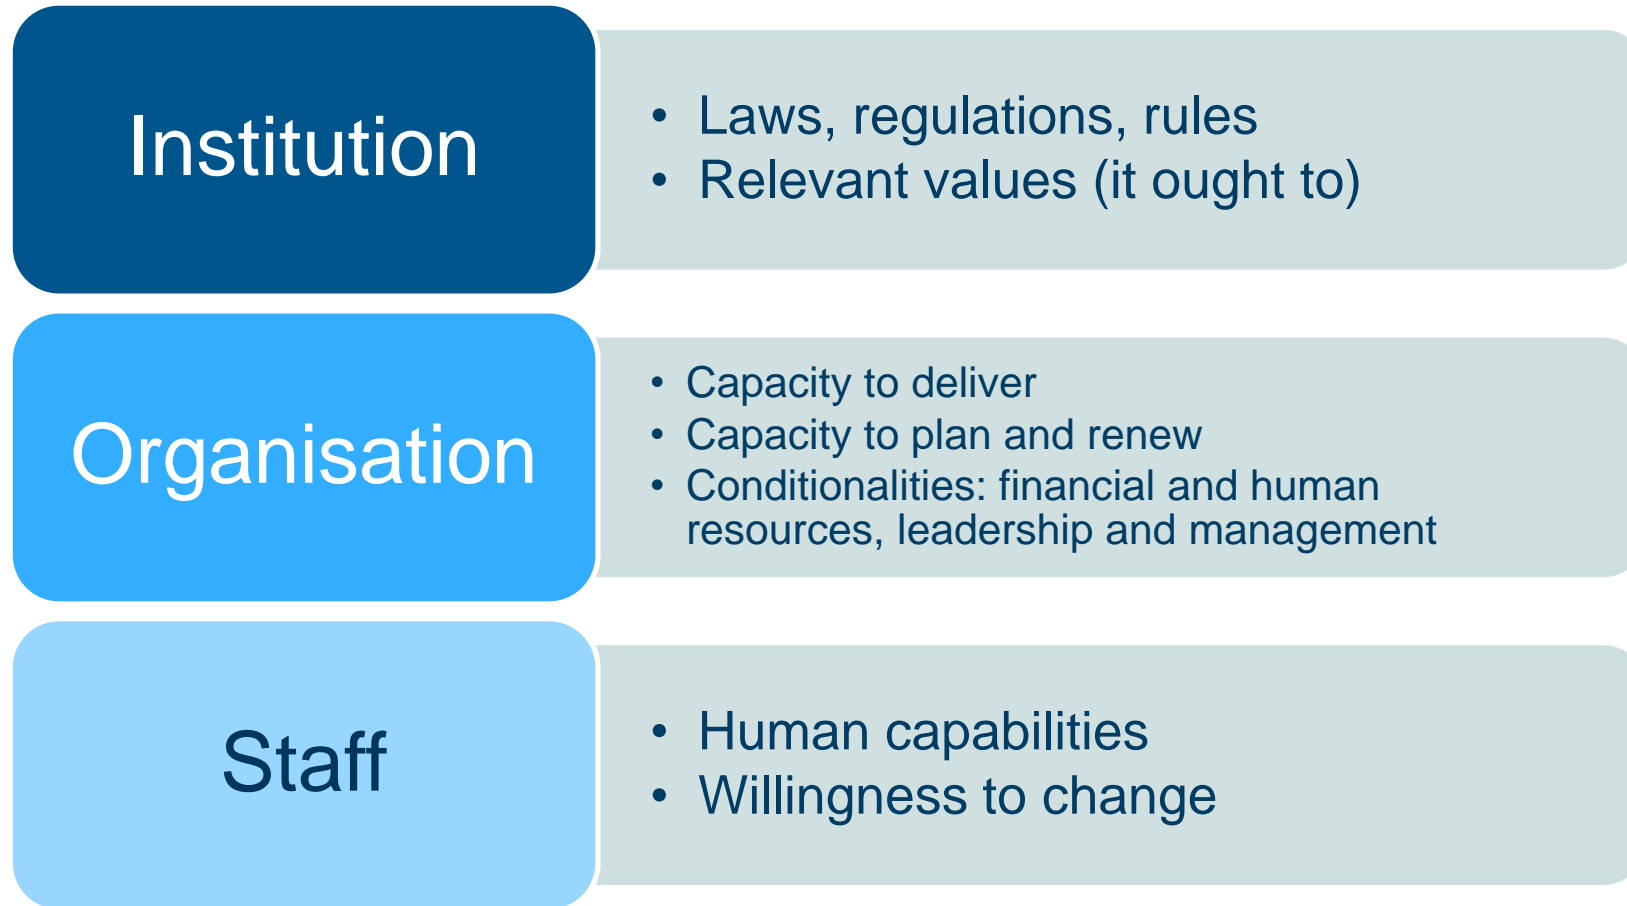 Institution
• Laws, regulations, rules
• Relevant values (it ought to)
Organisation
• Capacity to deliver
• Capacity to plan and renew
• Conditionalities: financial and human
resources, leadership and management
Staff
• Human capabilities
• Willingness to change